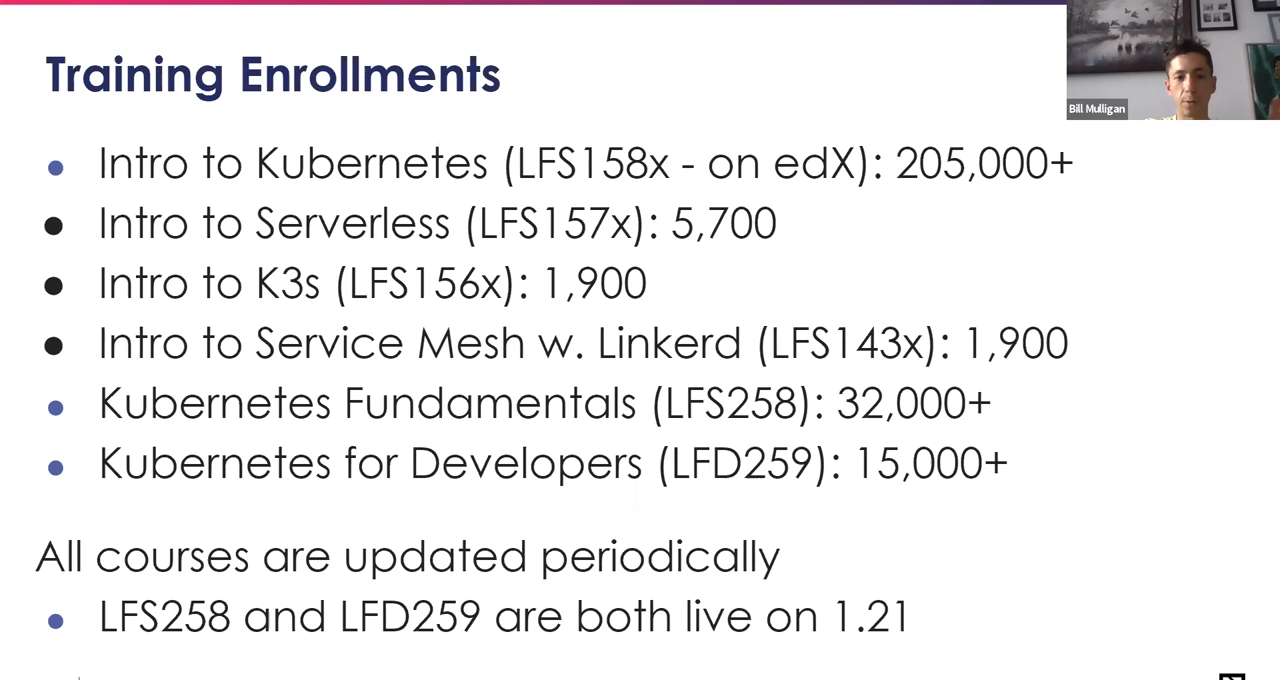 Training Enrollments
Bill Mulligan
• Intro to Kubernetes (LFS158x - on edX): 205,000+
• Intro to Serverless (LFS157x): 5,700
• Intro to K3s (LFS156x): 1,900
• Intro to Service Mesh w. Linkerd (LFS143x): 1,900
• Kubernetes Fundamentals (LFS258): 32,000+
• Kubernetes for Developers (LFD259): 15,000+
All courses are updated periodically
• LFS258 and LFD259 are both live on 1.21